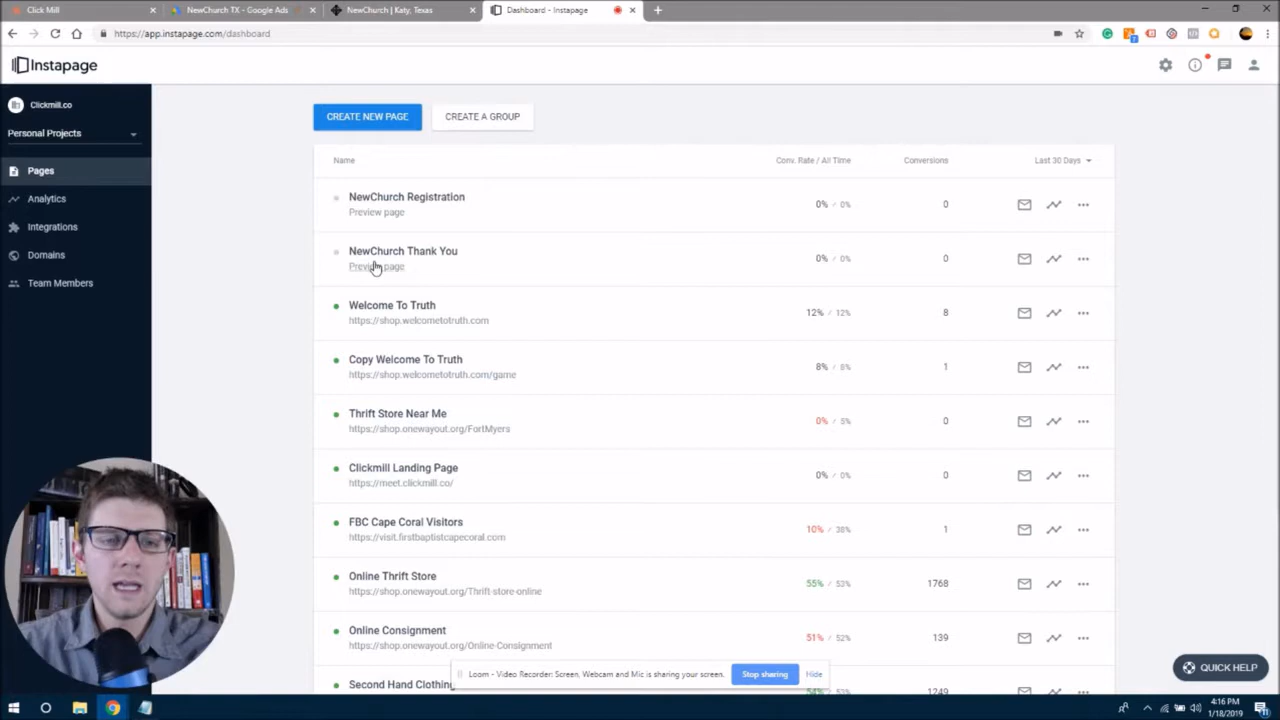 Click Mill
NewChurch TX - Google Ads
NewChurch | Katy, Texas
Dashboard - Instapage
https://app.instapage.com/dashboard
Instapage
Clickmill.co
Personal Projects
Pages
Analytics
Integrations
Domains
Team Members
CREATE NEW PAGE
CREATE A GROUP
Name
Conv. Rate / All Time
Conversions
Last 30 Days
NewChurch Registration
Preview page
0% / 0%
0
NewChurch Thank You
Preview page
0% / 0%
0
Welcome To Truth
https://shop.welcometotruth.com
12% / 12%
8
Copy Welcome To Truth
https://shop.welcometotruth.com/game
8% / 8%
1
Thrift Store Near Me
https://shop.onewayout.org/FortMyers
0% / 5%
0
Clickmill Landing Page
https://meet.clickmill.co/
0% / 0%
0
FBC Cape Coral Visitors
https://visit.firstbaptistcapecoral.com
10% / 38%
1
Online Thrift Store
https://shop.onewayout.org/Thrift-store-online
55% / 53%
1768
Online Consignment
https://shop.onewayout.org/Online-Consignment
51% / 52%
139
Second Hand Clothing
1249
Loom - Video Recorder: Screen, Webcam and Mic is sharing your screen.
Stop sharing
Hide
QUICK HELP
4:16 PM
1/18/2019